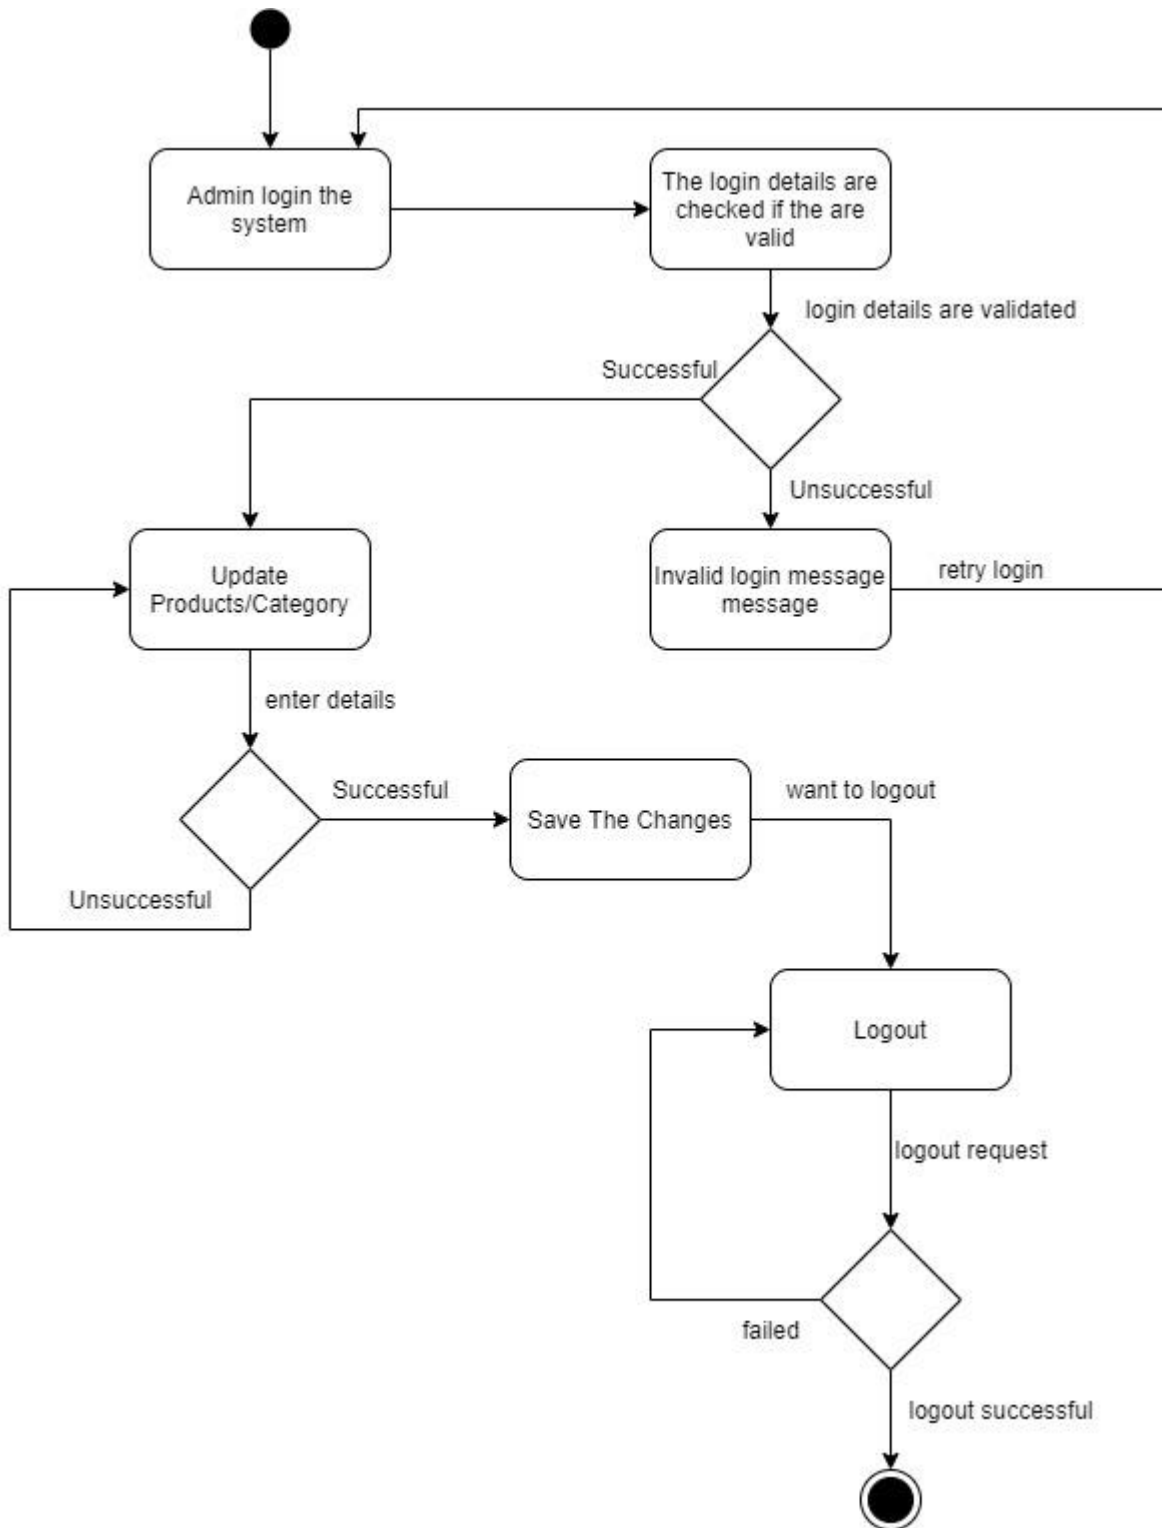 Admin login the
system
The login details are
checked if the are
valid
login details are validated
Successful
Unsuccessful
Update
Products/Category
Invalid login message
message
retry login
enter details
Successful
Save The Changes
want to logout
Unsuccessful
Logout
logout request
failed
logout successful